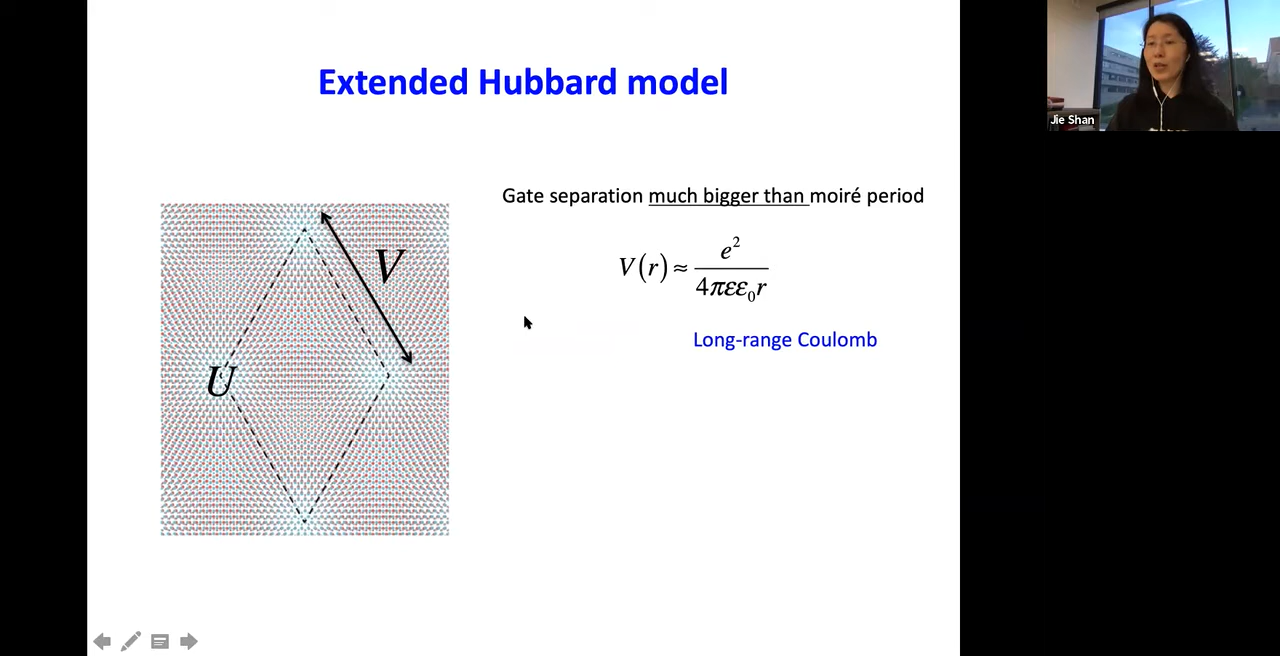 Extended Hubbard model
Jie Shan
Gate separation much bigger than moiré period
V(r) ≈ e² / 4πεε₀r
Long-range Coulomb
V
U